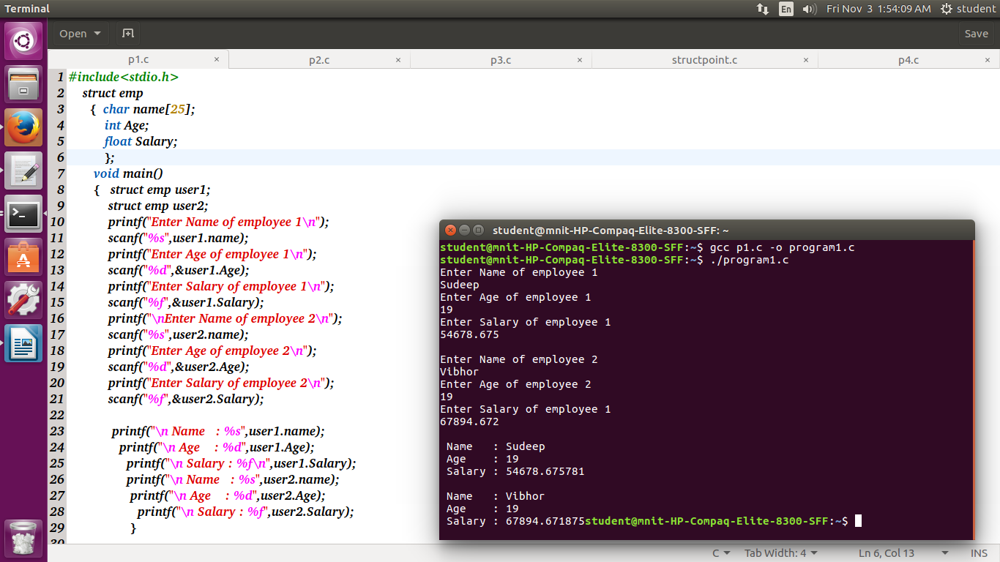 Terminal
En
Fri Nov 3 1:54:09 AM
student
Open
Save
p1.c × p2.c × p3.c × structpoint.c × p4.c ×
1 #include<stdio.h>
2 struct emp
3 { char name[25];
4 int Age;
5 float Salary;
6 };
7 void main()
8 { struct emp user1;
9 struct emp user2;
10 printf("Enter Name of employee 1\n");
11 scanf("%s",user1.name);
12 printf("Enter Age of employee 1\n");
13 scanf("%d",&user1.Age);
14 printf("Enter Salary of employee 1\n");
15 scanf("%f",&user1.Salary);
16 printf("\nEnter Name of employee 2\n");
17 scanf("%s",user2.name);
18 printf("Enter Age of employee 2\n");
19 scanf("%d",&user2.Age);
20 printf("Enter Salary of employee 2\n");
21 scanf("%f",&user2.Salary);
22
23 printf("\n Name : %s",user1.name);
24 printf("\n Age : %d",user1.Age);
25 printf("\n Salary : %f\n",user1.Salary);
26 printf("\n Name : %s",user2.name);
27 printf("\n Age : %d",user2.Age);
28 printf("\n Salary : %f",user2.Salary);
29 }
30
student@mnit-HP-Compaq-Elite-8300-SFF: ~
student@mnit-HP-Compaq-Elite-8300-SFF:~$ gcc p1.c -o program1.c
student@mnit-HP-Compaq-Elite-8300-SFF:~$ ./program1.c
Enter Name of employee 1
Sudeep
Enter Age of employee 1
19
Enter Salary of employee 1
54678.675
Enter Name of employee 2
Vibhor
Enter Age of employee 2
19
Enter Salary of employee 1
67894.672
Name : Sudeep
Age : 19
Salary : 54678.675781
Name : Vibhor
Age : 19
Salary : 67894.671875student@mnit-HP-Compaq-Elite-8300-SFF:~$
C Tab Width: 4 Ln 6, Col 13 INS